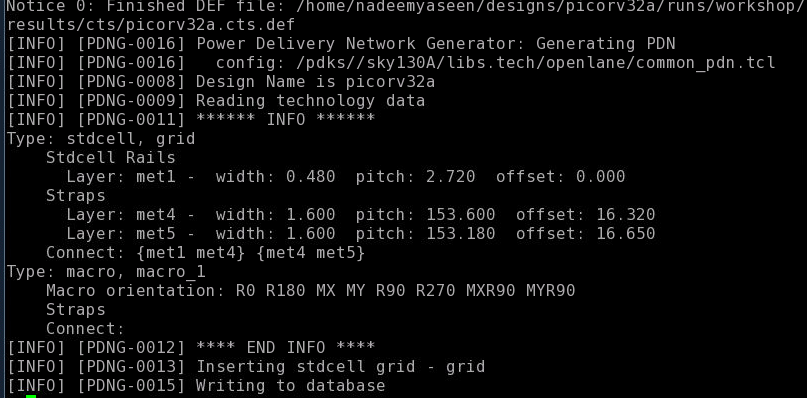 Notice 0: Finished DEF file: /home/nadeemyaseen/designs/picorv32a/runs/workshop/
results/cts/picorv32a.cts.def
[INFO] [PDNG-0016] Power Delivery Network Generator: Generating PDN
[INFO] [PDNG-0016]   config: /pdks//sky130A/libs.tech/openlane/common_pdn.tcl
[INFO] [PDNG-0008] Design Name is picorv32a
[INFO] [PDNG-0009] Reading technology data
[INFO] [PDNG-0011] ****** INFO ******
Type: stdcell, grid
    Stdcell Rails
      Layer: met1 -  width: 0.480  pitch: 2.720  offset: 0.000
    Straps
      Layer: met4 -  width: 1.600  pitch: 153.600  offset: 16.320
      Layer: met5 -  width: 1.600  pitch: 153.180  offset: 16.650
    Connect: {met1 met4} {met4 met5}
Type: macro, macro_1
    Macro orientation: R0 R180 MX MY R90 R270 MXR90 MYR90
    Straps
    Connect:
[INFO] [PDNG-0012] **** END INFO ****
[INFO] [PDNG-0013] Inserting stdcell grid - grid
[INFO] [PDNG-0015] Writing to database